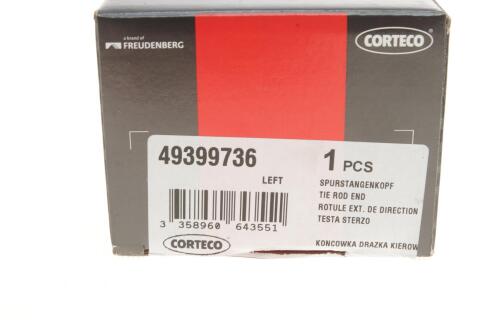 a brand of
FREUDENBERG
CORTECO
49399736
1 PCS
LEFT
SPURSTANGENKOPF
TIE ROD END
ROTULE EXT. DE DIRECTION
TESTA STERZO
3 358960 643551
CORTECO
KONCOWKA DRAZKA KIEROW